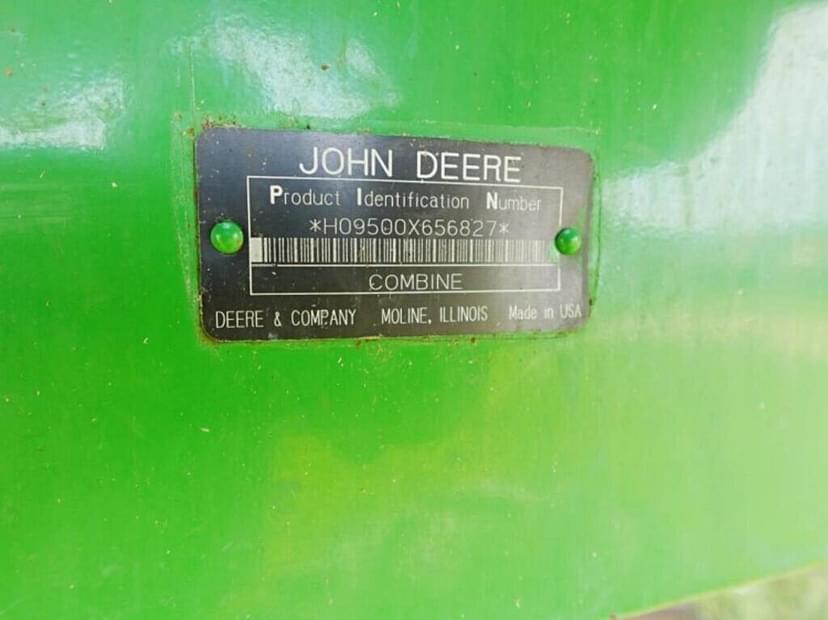 JOHN DEERE
Product Identification Number
*H09500X656827*
COMBINE
DEERE & COMPANY MOLINE, ILLINOIS Made in USA